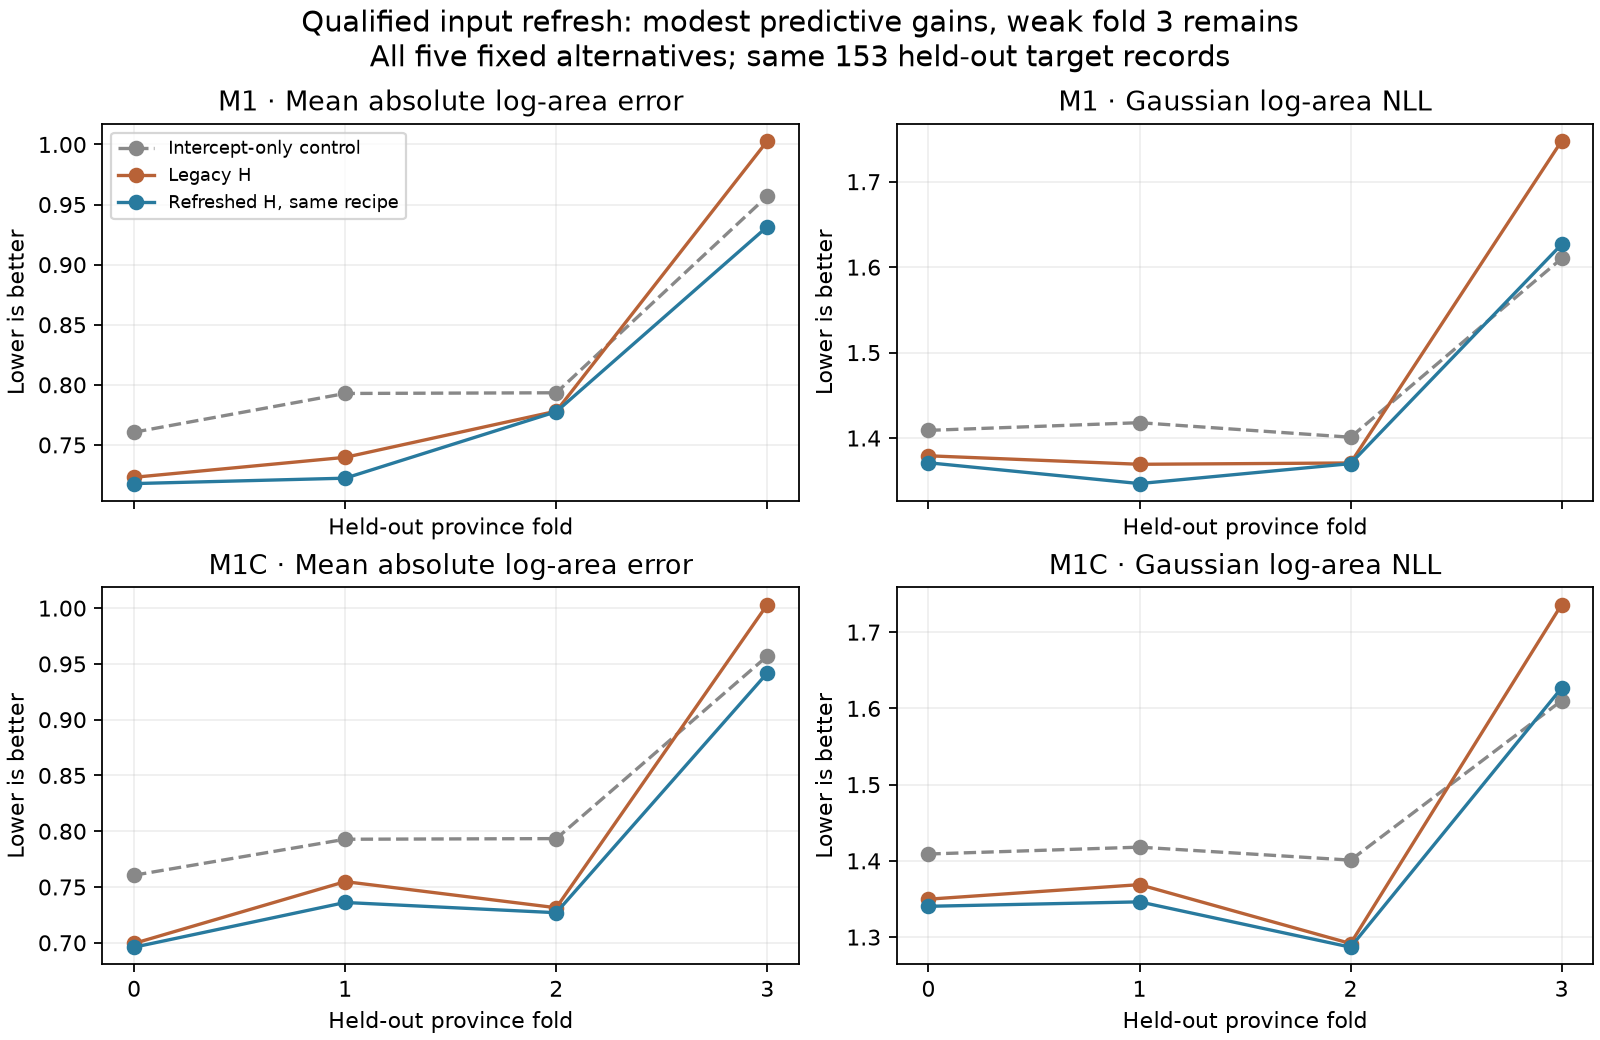 Qualified input refresh: modest predictive gains, weak fold 3 remains
All five fixed alternatives; same 153 held-out target records
M1 · Mean absolute log-area error
1.00
0.95
0.90
0.85
0.80
0.75
Lower is better
Intercept-only control
Legacy H
Refreshed H, same recipe
Held-out province fold
M1 · Gaussian log-area NLL
1.7
1.6
1.5
1.4
Lower is better
Held-out province fold
M1C · Mean absolute log-area error
1.00
0.95
0.90
0.85
0.80
0.75
0.70
Lower is better
0 1 2 3
Held-out province fold
M1C · Gaussian log-area NLL
1.7
1.6
1.5
1.4
1.3
Lower is better
0 1 2 3
Held-out province fold